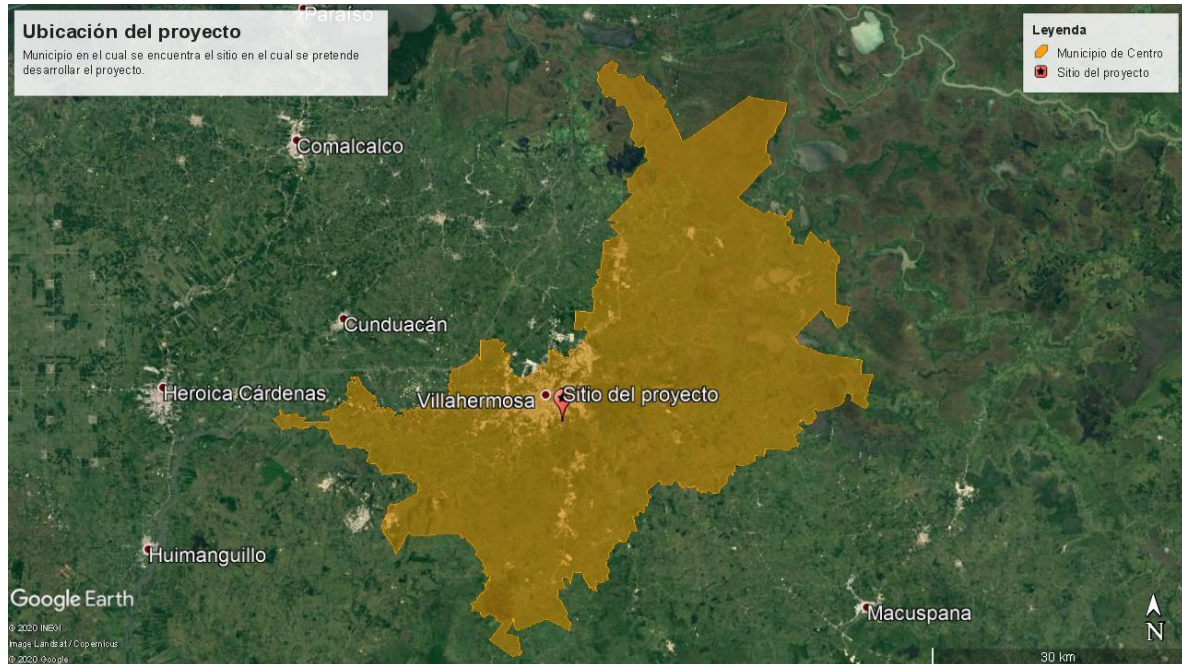 Paraíso
Ubicación del proyecto
Municipio en el cual se encuentra el sitio en el cual se pretende
desarrollar el proyecto.
Leyenda
Municipio de Centro
Sitio del proyecto
Comalcalco
Cunduacán
Heroica Cárdenas
Villahermosa
Sitio del proyecto
Huimanguillo
Google Earth
© 2020 INEGI
Image Landsat / Copernicus
© 2020 Google
Macuspana
N
30 km